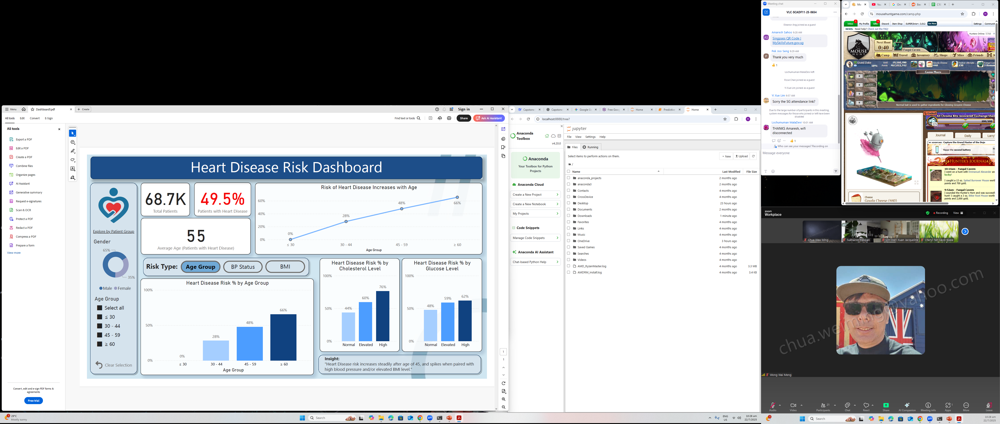 Menu
Dashboard1.pdf
Create
Sign in
All tools
Edit
Convert
E-Sign
Find text or tools
Share
Ask AI Assistant
All tools
Export a PDF
Edit a PDF
Create a PDF
Combine files
Organize pages
AI Assistant
Generative summary
Request e-signatures
Scan & OCR
Protect a PDF
Redact a PDF
Compress a PDF
Prepare a form
View more
Convert, edit and e-sign PDF forms & agreements
Free trial
Heart Disease Risk Dashboard
Explore by Patient Group
Gender
65%
35%
Male Female
Age Group
Select all
≤ 30
30 - 44
45 - 59
≥ 60
Clear Selection
68.7K
Total Patients
49.5%
Patients with Heart Disease
55
Average Age (Patients with Heart Disease)
Risk of Heart Disease Increases with Age
60%
40%
20%
0%
0%
28%
48%
66%
≤ 30
30 - 44
45 - 59
≥ 60
Age Group
Risk Type:
Age Group
BP Status
BMI
Heart Disease Risk % by Age Group
100%
50%
0%
0%
28%
48%
66%
≤ 30
30 - 44
45 - 59
≥ 60
Age Group
Heart Disease Risk % by
Cholesterol Level
100%
50%
0%
44%
60%
76%
Normal
Elevated
High
Heart Disease Risk % by
Glucose Level
100%
50%
0%
48%
59%
62%
Normal
Elevated
High
Insight:
"Heart Disease risk increases steadily after age of 45, and spikes when paired with
high blood pressure and/or elevated BMI level."
1
1
Capstone
Capstone
Google Ge
Free Goog
Home
Predictive
Home
localhost:8888/tree?
Anaconda
Toolbox
v4.20.0
Anaconda
Your Toolbox for Python
Projects
Anaconda Cloud
Create a New Project
Create a New Notebook
My Projects
Code Snippets
Manage Code Snippets
Anaconda AI Assistant
Chat-based Python Help
jupyter
File View Settings Help
Files
Running
Select items to perform actions on them.
New
Upload
/
Name Last Modified File Size
anaconda_projects 2 months ago
anaconda3 2 months ago
Contacts 4 months ago
CrossDevice 4 months ago
Desktop 23 hours ago
Documents 2 months ago
Downloads 1 minute ago
Favorites 4 months ago
Links 4 months ago
Music 4 months ago
OneDrive 3 hours ago
Saved Games 4 months ago
Searches 4 months ago
Videos 4 months ago
AMD_RyzenMaster.log 4 months ago 3.3 MB
AMDRM_Install.log 4 months ago 3.4 KB
29°C
Mostly sunny
Search
ENG
US
10:28 am
22/7/2025
Meeting chat
VLC-SCADF11-25-0654
Eleanor Ang joined as a guest
Amaresh Sahoo 9:28 AM
AS
Singpass QR Code |
MySkillsFuture.gov.sg
Pek Joo Seng 9:29 AM
P
Thank you very much
1
Lochumuman MalaDevi left
Rose Chan joined as a guest
Yi Xue Lim joined as a guest
Yi Xue Lim 9:57 AM
Sorry the SG attendance link?
Due to the large number of participants in this meeting,
system messages for those who joined or left have been
disabled
Lochumuman MalaDevi 10:01 AM
THANKS Amaresh, wifi
disconnected
1
Who can see your messages? Recording on
Message everyone
You
Bes
mousehuntgame.com/camp.php
Inbox
My Profile
Gifts
Discord
Item Shop
SUPER|brie+: 3,012
Get More
Settings
Communit
NEWS: Need help? Check out the FAQ!
Hunters Online: 7,715
MOUSE
HUNT
Next Hunt
0:40
Fungal Cavern
Camp
Travel
Inventory
Shops
Mice
Friends
Grand Duke
18%
Gold 19,160,780
Points 467,012,742
Gouda Cheese
440
Festive Ultimate ...
230
Fungal Cav
3 Remain
Cavern Mouth
0 ARM
0 ARM
0 ARM
0 ARM
Normal bait is used to gather ingredients for Glowing Gruyere Cheese
Ended!
All Chrome Bits recovered! Exchange them
374
200/200
Journal
Daily
Larry'
MY ADVENTURE: Capture the Grand Master of the Dojo
Repair the second battery
Hunter's Journal
10:14am - Fungal Cavern
I went on a hunt with Emmanuel Alexander an
lucky!
I caught a 13 oz. Spiked Burrower Mouse wort
points and 700 gold.
9:52am - Fungal Cavern
I sounded the Hunter's Horn and was successf
hunt! I caught a 3 oz. Bitter Root Mouse worth
points and 2,000 gold.
Cheese
Gouda Cheese (440)
zoom
Workplace
Recording
View
Chua Wee Ming
Sukhairen Kaspan
Lim Wen Xuan Jacqueline
Cheryl Tan Geok Kwee
chua.weiming@yahoo.com
Wong Wai Meng
Audio
Video
Participants
21
Chat
React
Share
AI Companion
Meeting info
Apps
1
More
Leave
Search
10:28 am
22/7/2025